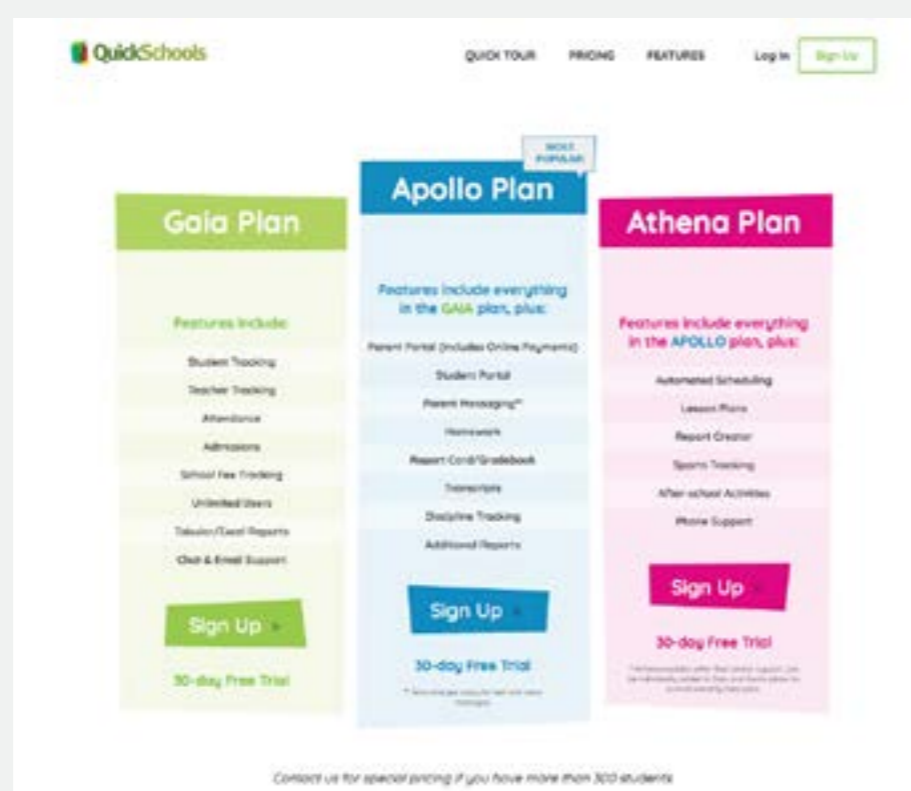 QuickSchools
QUICK TOUR
PRICING
FEATURES
Log In
Sign Up
Gaia Plan
Features Include:
Student Tracking
Teacher Tracking
Attendance
Admissions
School Fee Tracking
Unlimited Users
Tabular/Excel Reports
Chat & Email Support
Sign Up
30-day Free Trial
MOST
POPULAR
Apollo Plan
Features include everything
in the GAIA plan, plus:
Parent Portal (includes Online Payments)
Student Portal
Parent Messaging**
Homework
Report Card/Gradebook
Transcripts
Discipline Tracking
Additional Reports
Sign Up
30-day Free Trial
Athena Plan
Features include everything
in the APOLLO plan, plus:
Automated Scheduling
Lesson Plans
Report Creator
Sports Tracking
After-school Activities
Phone Support
Sign Up
30-day Free Trial
Contact us for special pricing if you have more than 300 students